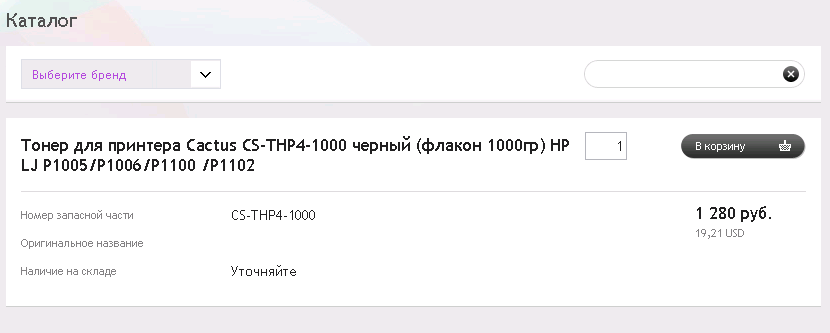 Каталог
Выберите бренд
Тонер для принтера Cactus CS-THP4-1000 черный (флакон 1000гр) HP
LJ P1005/P1006/P1100 /P1102
1
В корзину
Номер запасной части
CS-THP4-1000
1 280 руб.
19,21 USD
Оригинальное название
Наличие на складе:
Уточняйте